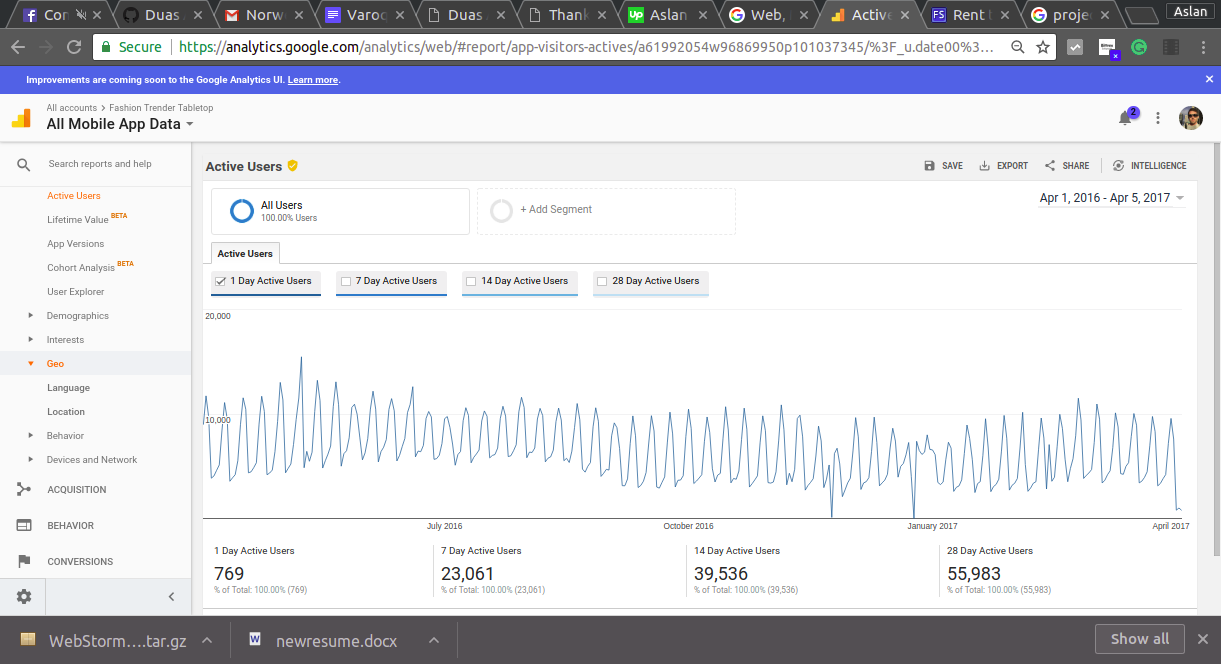 Con
Duas
Norw
Varoc
Duas
Thank
Aslan
Web,
Active
Rent
proje
Aslan
Secure
https://analytics.google.com/analytics/web/#report/app-visitors-actives/a61992054w96869950p101037345/%3F_u.date00%3...
Improvements are coming soon to the Google Analytics UI. Learn more.
All accounts > Fashion Trender Tabletop
All Mobile App Data
2
Search reports and help
Active Users
Lifetime Value BETA
App Versions
Cohort Analysis BETA
User Explorer
Demographics
Interests
Geo
Language
Location
Behavior
Devices and Network
ACQUISITION
BEHAVIOR
CONVERSIONS
Active Users
SAVE
EXPORT
SHARE
INTELLIGENCE
All Users
100.00% Users
+ Add Segment
Apr 1, 2016 - Apr 5, 2017
Active Users
1 Day Active Users
7 Day Active Users
14 Day Active Users
28 Day Active Users
20,000
10,000
July 2016
October 2016
January 2017
April 2017
1 Day Active Users
769
% of Total: 100.00% (769)
7 Day Active Users
23,061
% of Total: 100.00% (23,061)
14 Day Active Users
39,536
% of Total: 100.00% (39,536)
28 Day Active Users
55,983
% of Total: 100.00% (55,983)
WebStorm....tar.gz
newresume.docx
Show all